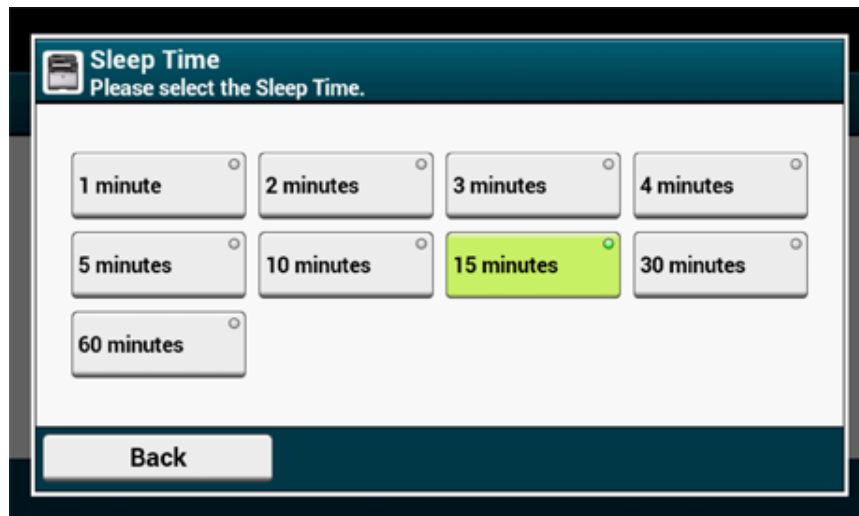 Sleep Time
Please select the Sleep Time.
1 minute
2 minutes
3 minutes
4 minutes
5 minutes
10 minutes
15 minutes
30 minutes
60 minutes
Back